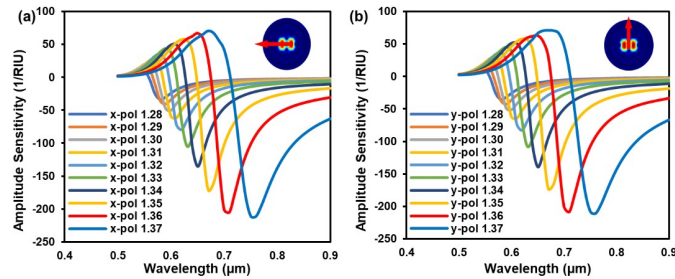 (a)
Amplitude Sensitivity (1/RIU)
100
50
0
-50
-100
-150
-200
-250
x-pol 1.28
x-pol 1.29
x-pol 1.30
x-pol 1.31
x-pol 1.32
x-pol 1.33
x-pol 1.34
x-pol 1.35
x-pol 1.36
x-pol 1.37
0.4 0.5 0.6 0.7 0.8 0.9
Wavelength (µm)
(b)
Amplitude Sensitivity (1/RIU)
100
50
0
-50
-100
-150
-200
-250
y-pol 1.28
y-pol 1.29
y-pol 1.30
y-pol 1.31
y-pol 1.32
y-pol 1.33
y-pol 1.34
y-pol 1.35
y-pol 1.36
y-pol 1.37
0.4 0.5 0.6 0.7 0.8 0.9
Wavelength (µm)